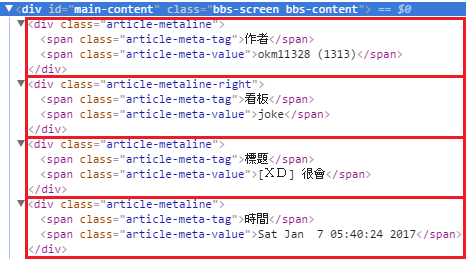 ▼<div id="main-content" class="bbs-screen bbs-content"> == $0
▼<div class="article-metaline">
<span class="article-meta-tag">作者</span>
<span class="article-meta-value">okm11328 (1313)</span>
</div>
▼<div class="article-metaline-right">
<span class="article-meta-tag">看板</span>
<span class="article-meta-value">joke</span>
</div>
▼<div class="article-metaline">
<span class="article-meta-tag">標題</span>
<span class="article-meta-value">[ＸＤ] 很會</span>
</div>
▼<div class="article-metaline">
<span class="article-meta-tag">時間</span>
<span class="article-meta-value">Sat Jan  7 05:40:24 2017</span>
</div>